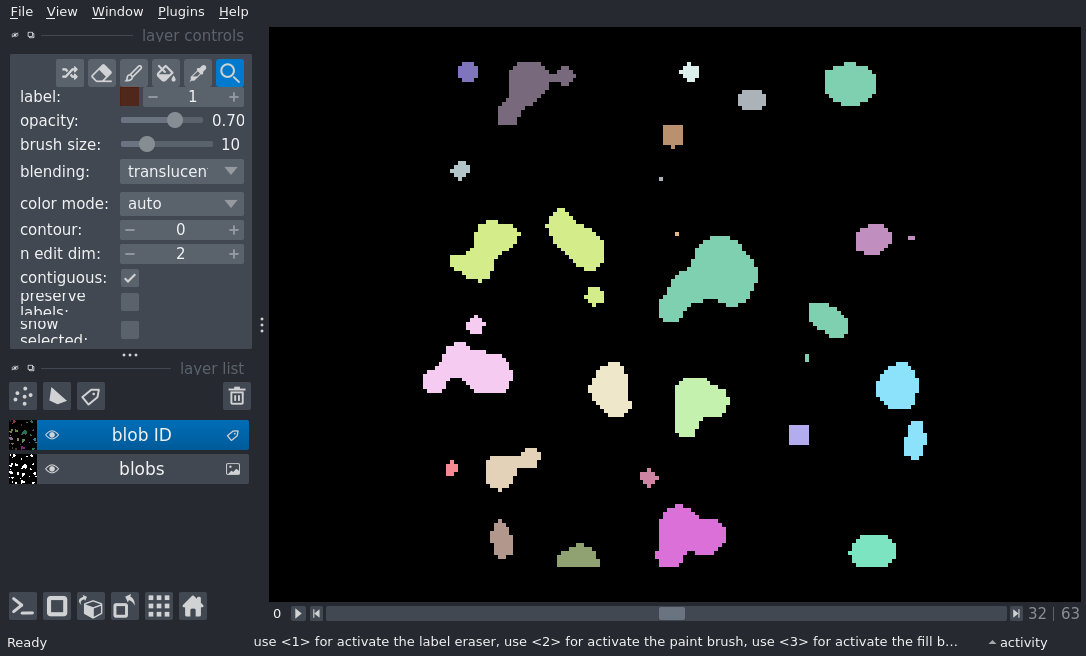 File View Window Plugins Help
layer controls
label: 1
opacity: 0.70
brush size: 10
blending: translucen
color mode: auto
contour: 0
n edit dim: 2
contiguous:
preserve
labels:
show
selected:
layer list
blob ID
blobs
0 32 63
Ready use <1> for activate the label eraser, use <2> for activate the paint brush, use <3> for activate the fill b... activity